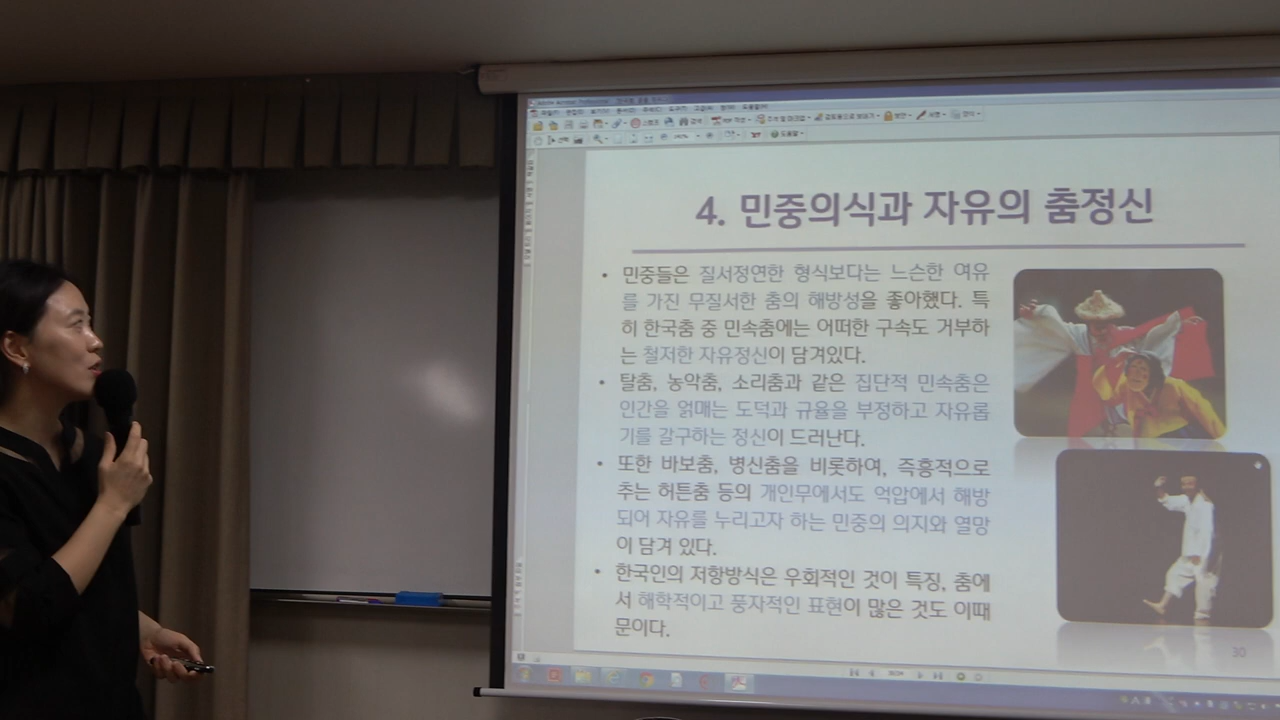 4. 민중의식과 자유의 춤정신
• 민중들은 질서정연한 형식보다는 느슨한 여유
를 가진 무질서한 춤의 해방성을 좋아했다. 특
히 한국춤 중 민속춤에는 어떠한 구속도 거부하
는 철저한 자유정신이 담겨있다.
• 탈춤, 농악춤, 소리춤과 같은 집단적 민속춤은
인간을 얽매는 도덕과 규율을 부정하고 자유롭
기를 갈구하는 정신이 드러난다.
• 또한 바보춤, 병신춤을 비롯하여, 즉흥적으로
추는 허튼춤 등의 개인무에서도 억압에서 해방
되어 자유를 누리고자 하는 민중의 의지와 열망
이 담겨 있다.
• 한국인의 저항방식은 우회적인 것이 특징, 춤에
서 해학적이고 풍자적인 표현이 많은 것도 이때
문이다.
30